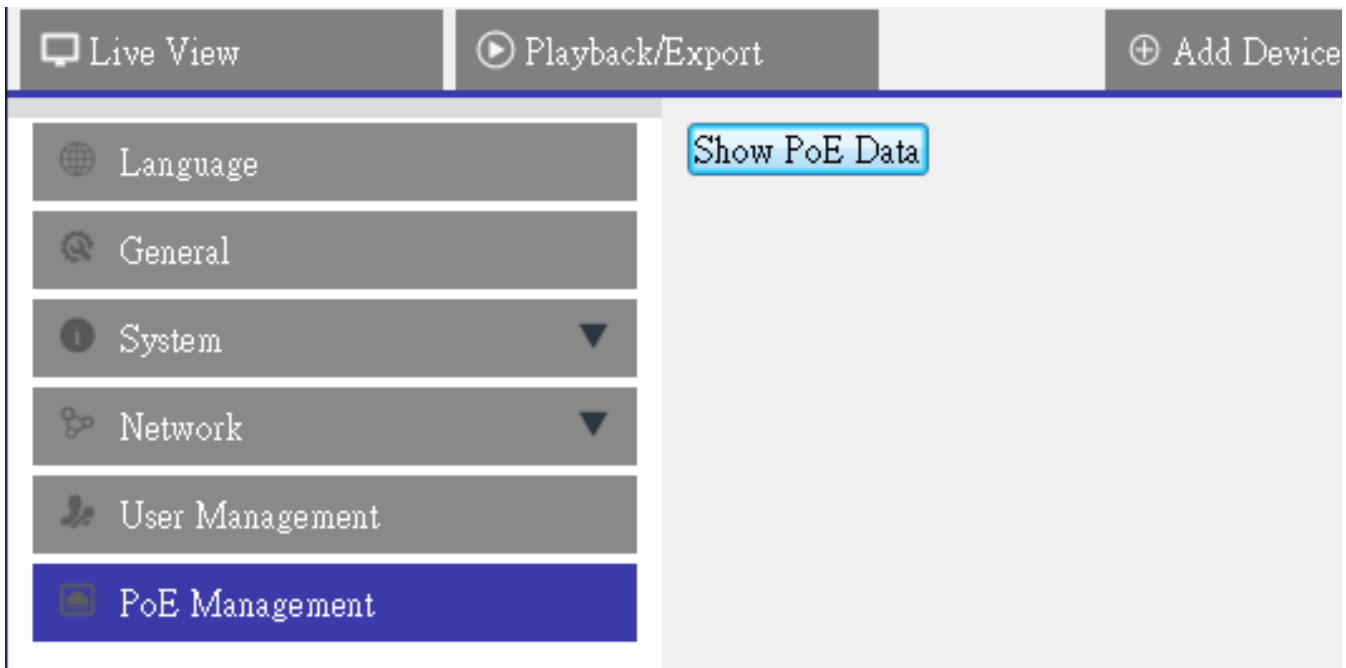 Live View
Playback/Export
Add Device
Language
Show PoE Data
General
System
Network
User Management
PoE Management